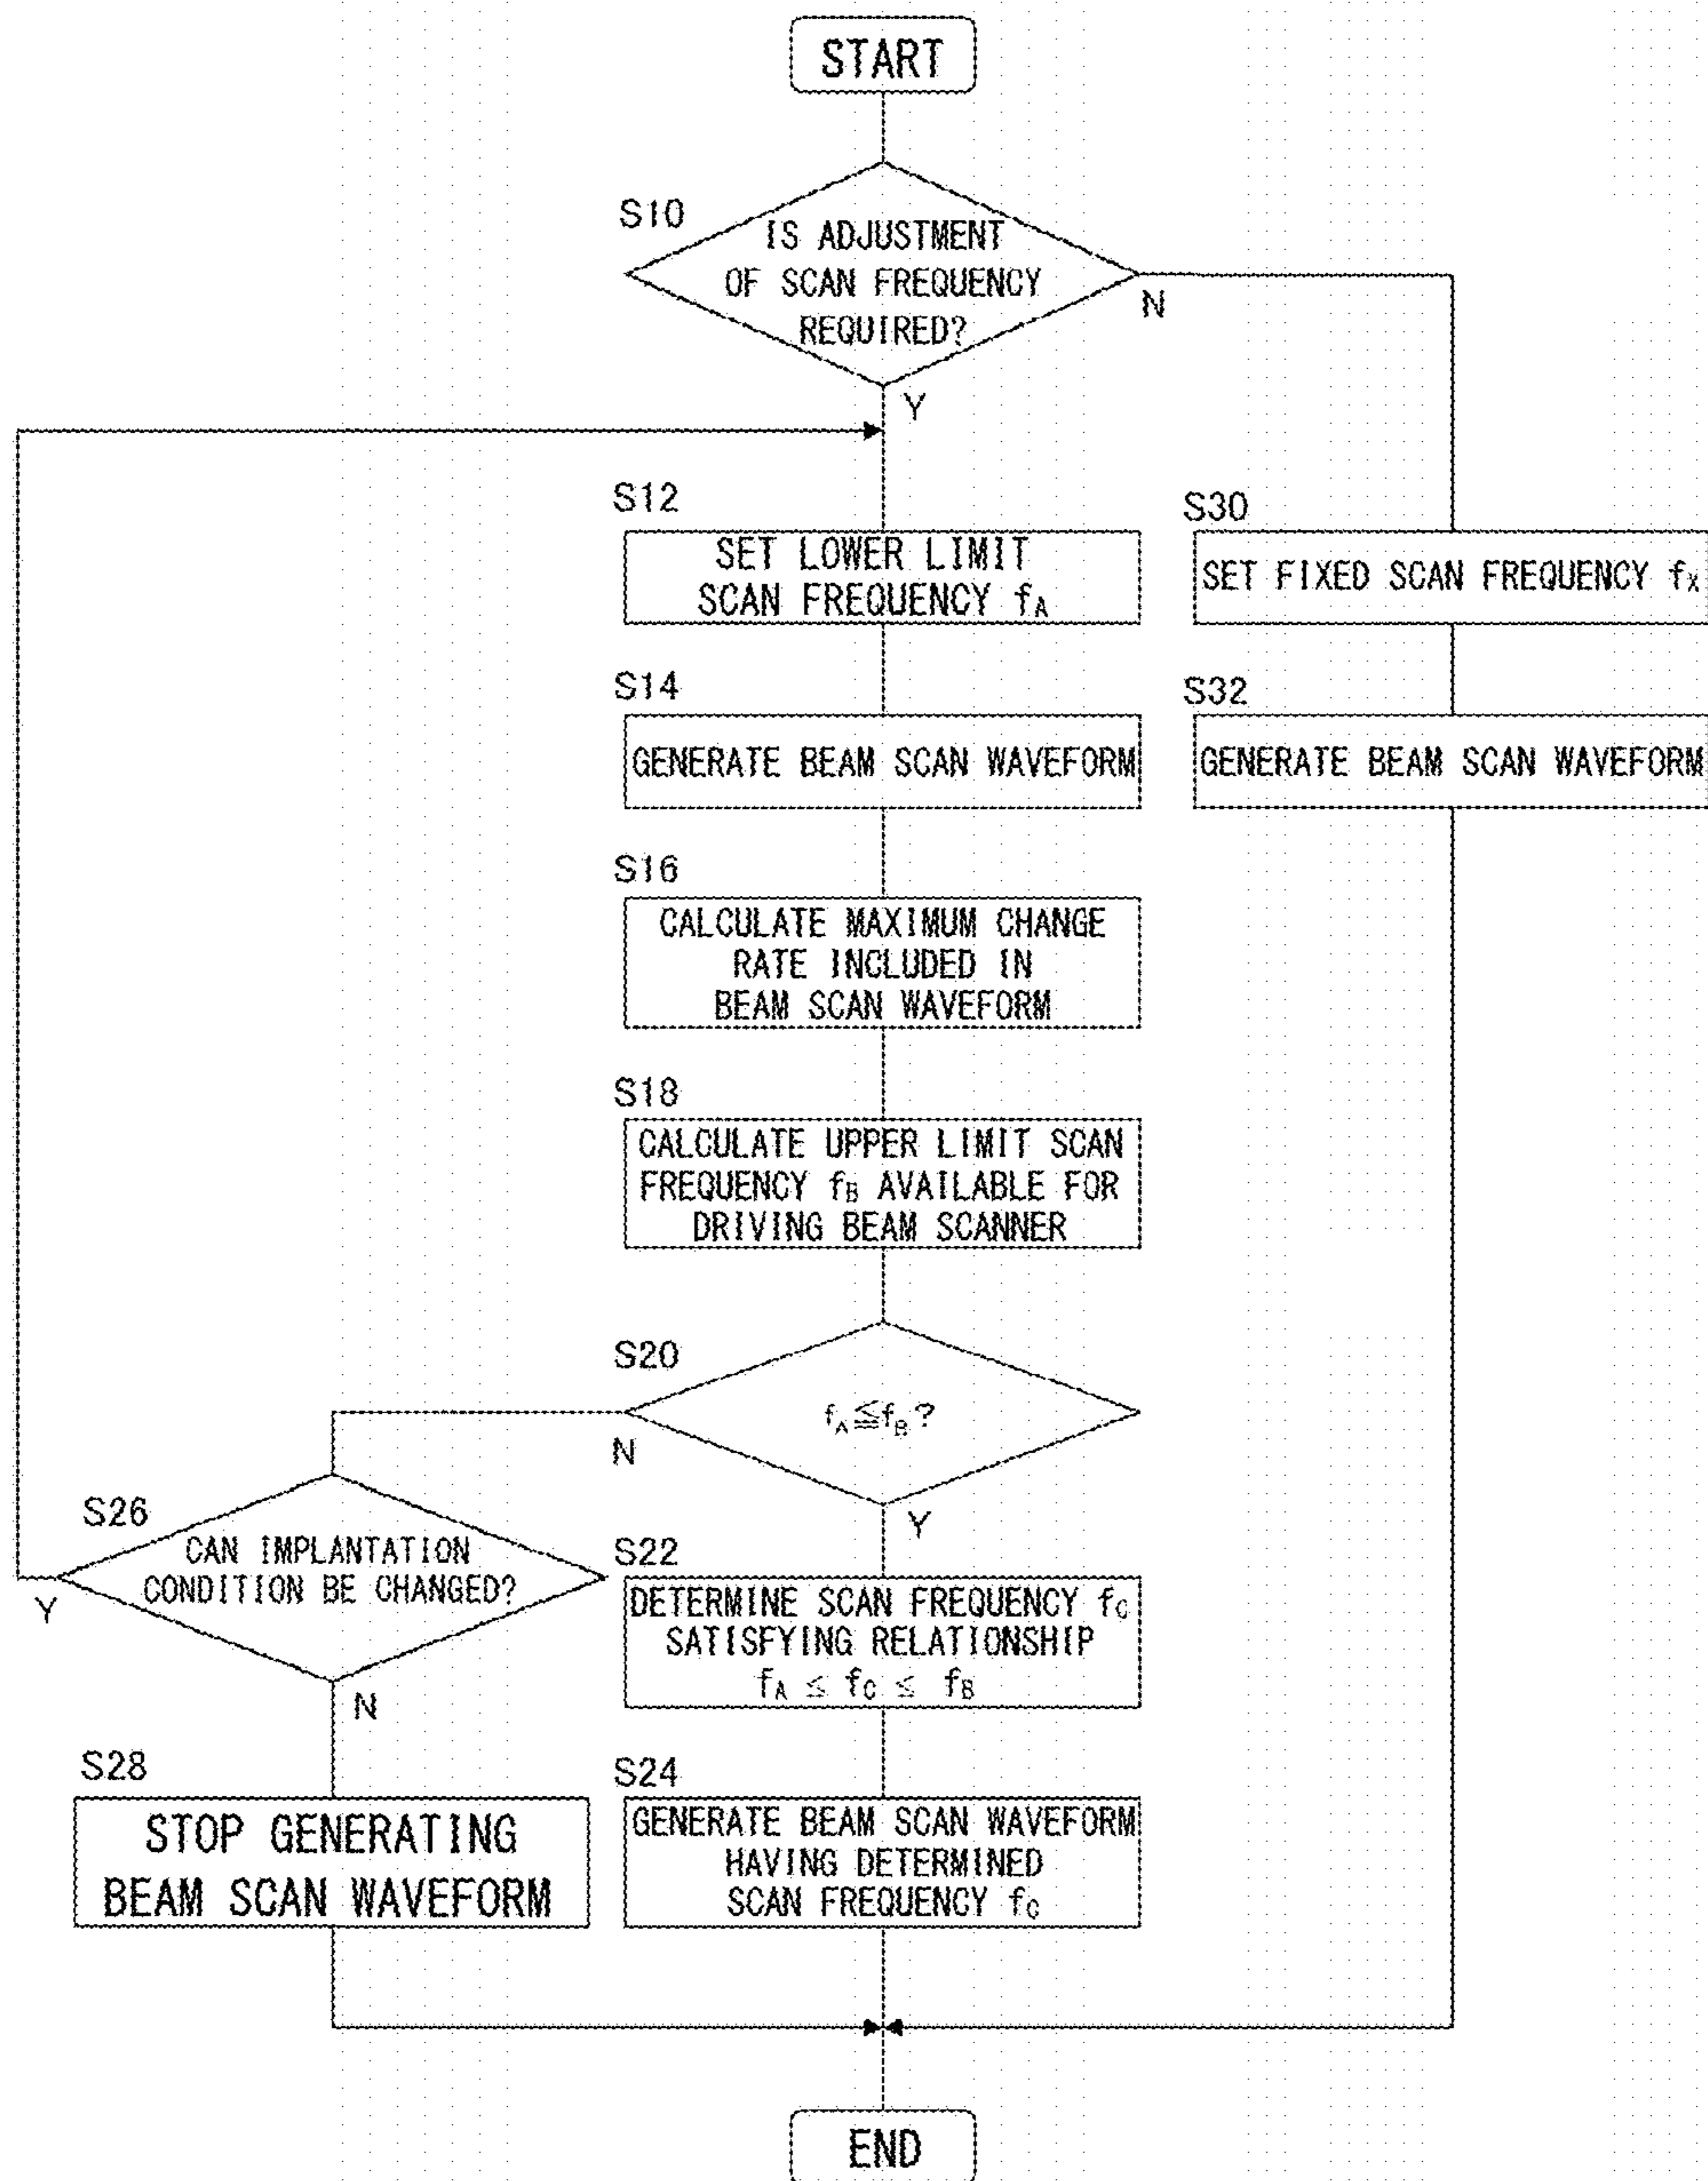 START
S10
IS ADJUSTMENT
OF SCAN FREQUENCY
REQUIRED?
N
Y
S12
SET LOWER LIMIT
SCAN FREQUENCY fA
S30
SET FIXED SCAN FREQUENCY fX
S14
GENERATE BEAM SCAN WAVEFORM
S32
GENERATE BEAM SCAN WAVEFORM
S16
CALCULATE MAXIMUM CHANGE
RATE INCLUDED IN
BEAM SCAN WAVEFORM
S18
CALCULATE UPPER LIMIT SCAN
FREQUENCY fB AVAILABLE FOR
DRIVING BEAM SCANNER
S20
fA≦fB?
N
Y
S26
CAN IMPLANTATION
CONDITION BE CHANGED?
Y
N
S22
DETERMINE SCAN FREQUENCY fC
SATISFYING RELATIONSHIP
fA ≤ fC ≤ fB
S28
STOP GENERATING
BEAM SCAN WAVEFORM
S24
GENERATE BEAM SCAN WAVEFORM
HAVING DETERMINED
SCAN FREQUENCY fC
END